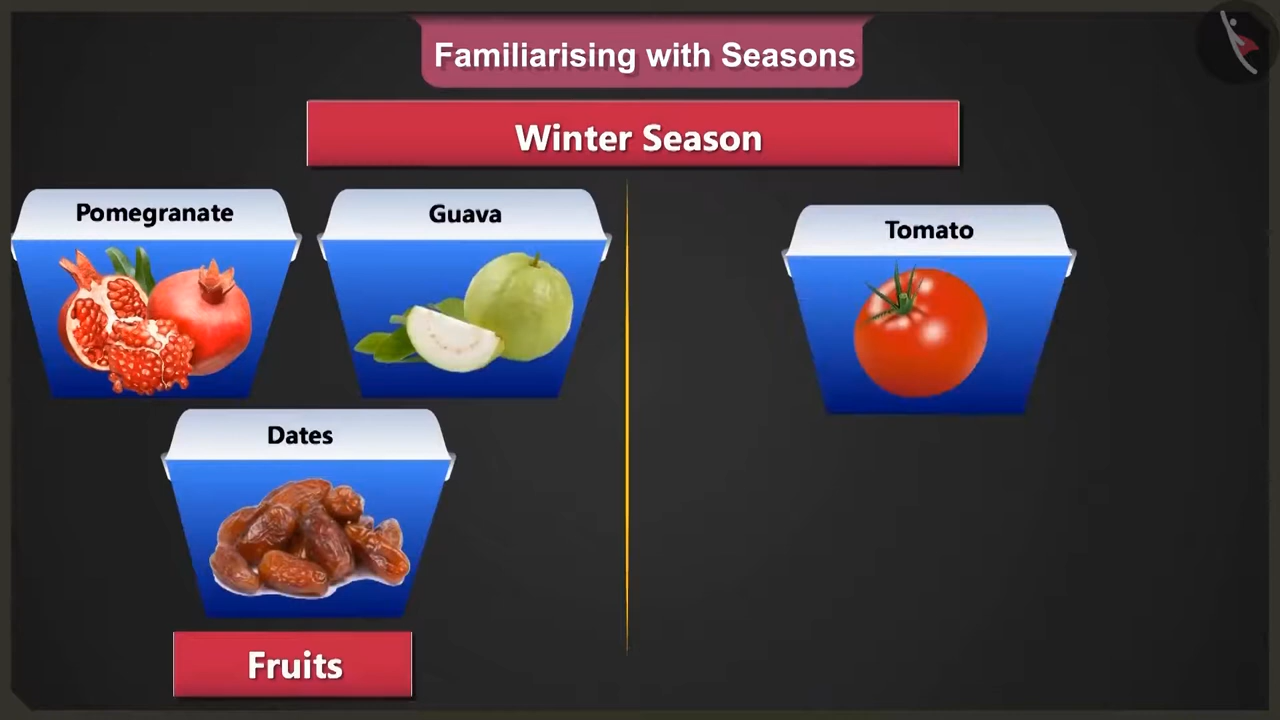 Familiarising with Seasons
Winter Season
Pomegranate
Guava
Tomato
Dates
Fruits